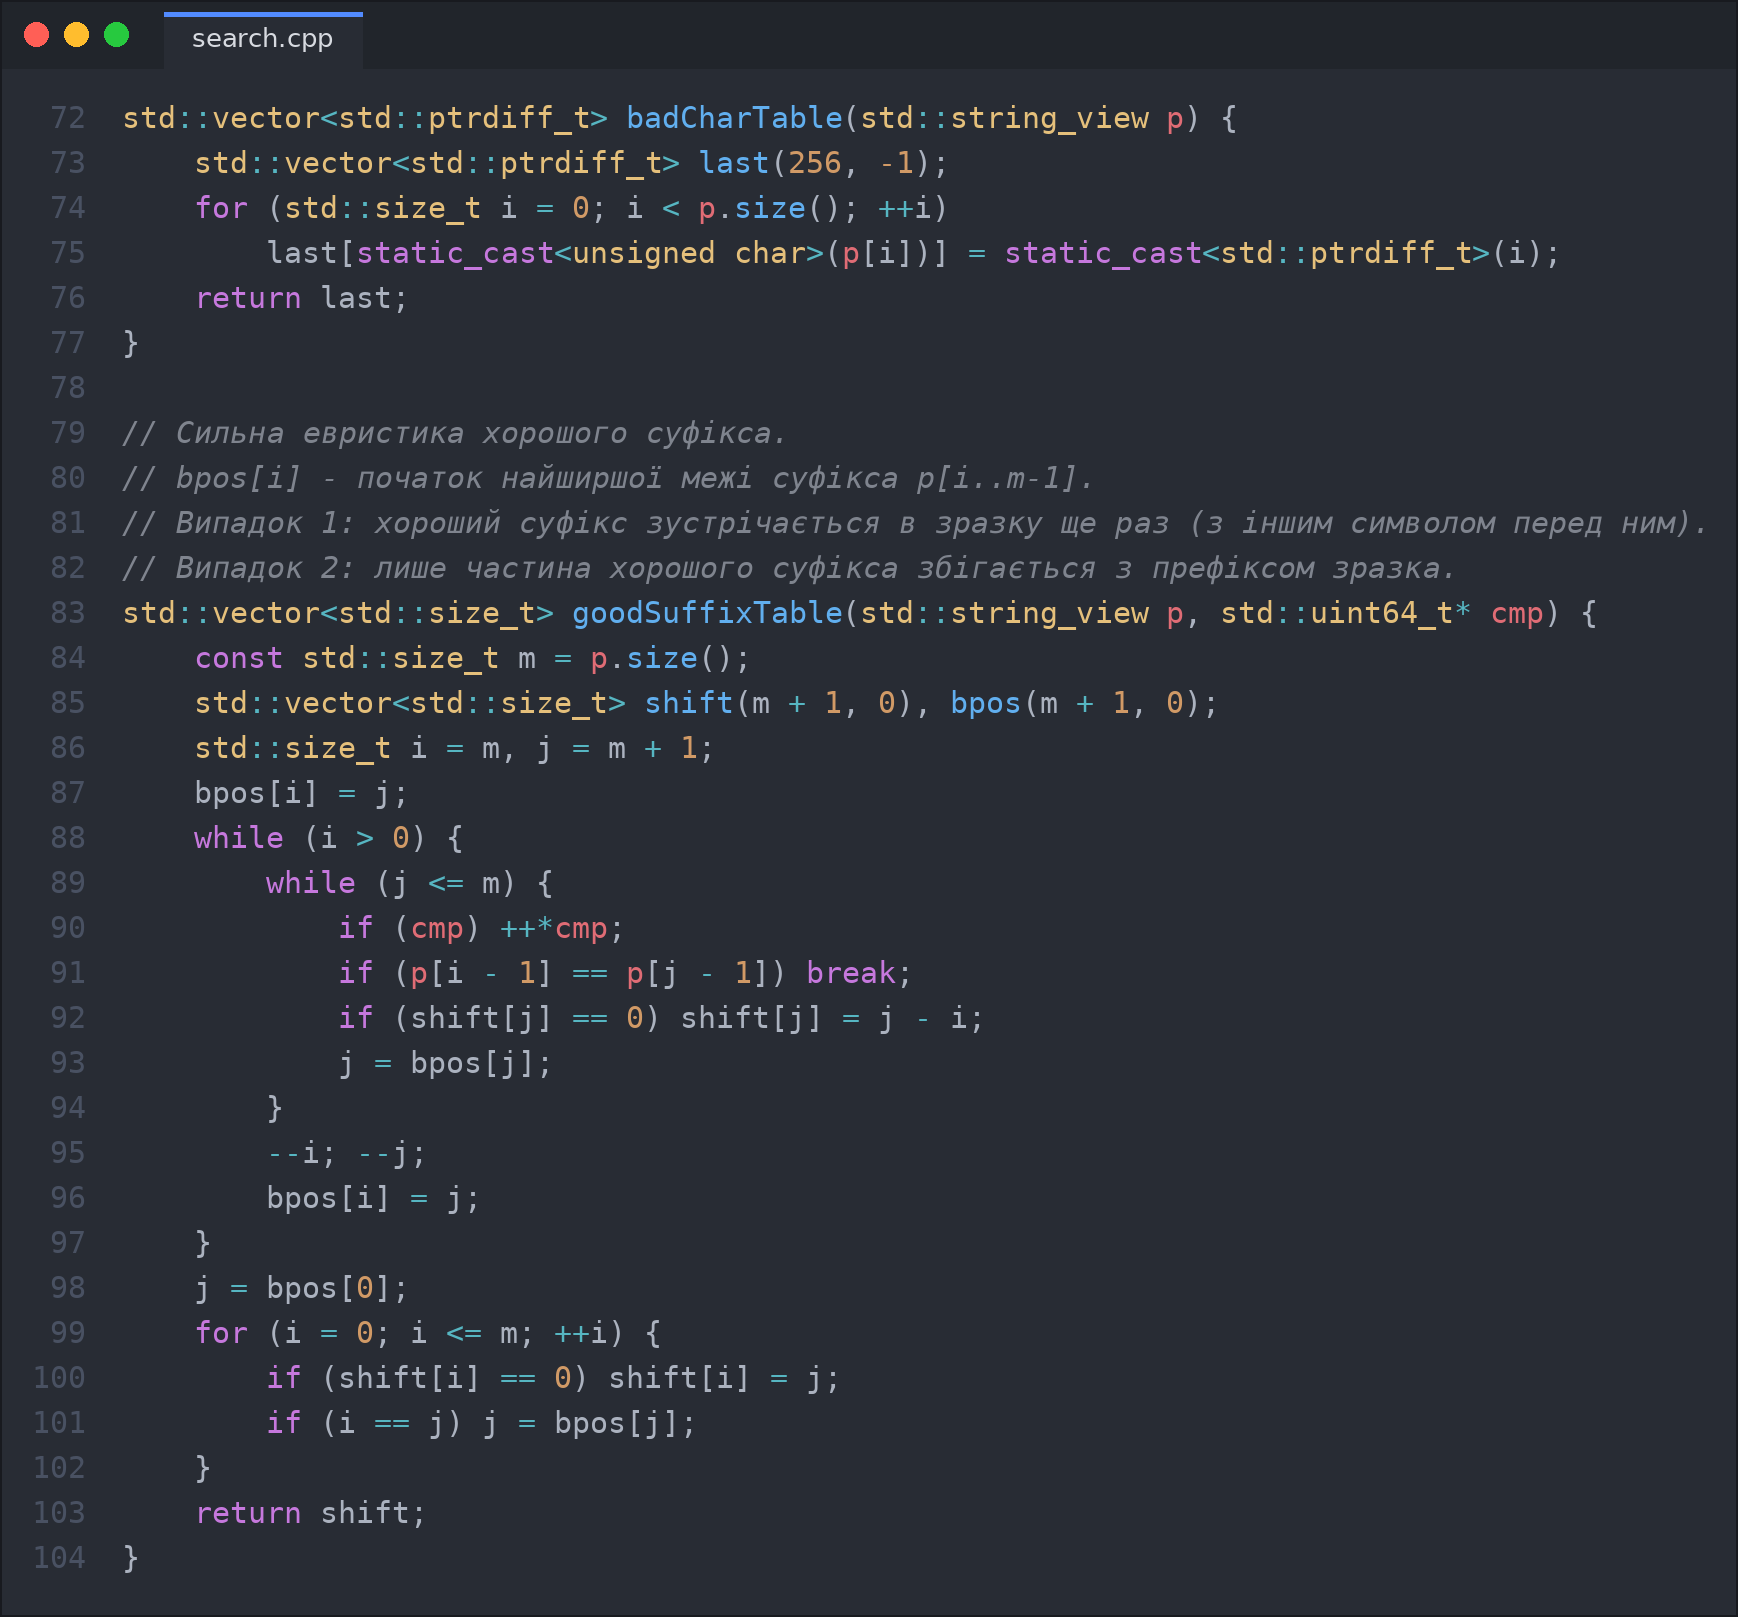 search.cpp
72 std::vector<std::ptrdiff_t> badCharTable(std::string_view p) {
73     std::vector<std::ptrdiff_t> last(256, -1);
74     for (std::size_t i = 0; i < p.size(); ++i)
75         last[static_cast<unsigned char>(p[i])] = static_cast<std::ptrdiff_t>(i);
76     return last;
77 }
78
79 // Сильна евристика хорошого суфікса.
80 // bpos[i] - початок найширшої межі суфікса p[i..m-1].
81 // Випадок 1: хороший суфікс зустрічається в зразку ще раз (з іншим символом перед ним).
82 // Випадок 2: лише частина хорошого суфікса збігається з префіксом зразка.
83 std::vector<std::size_t> goodSuffixTable(std::string_view p, std::uint64_t* cmp) {
84     const std::size_t m = p.size();
85     std::vector<std::size_t> shift(m + 1, 0), bpos(m + 1, 0);
86     std::size_t i = m, j = m + 1;
87     bpos[i] = j;
88     while (i > 0) {
89         while (j <= m) {
90             if (cmp) ++*cmp;
91             if (p[i - 1] == p[j - 1]) break;
92             if (shift[j] == 0) shift[j] = j - i;
93             j = bpos[j];
94         }
95         --i; --j;
96         bpos[i] = j;
97     }
98     j = bpos[0];
99     for (i = 0; i <= m; ++i) {
100         if (shift[i] == 0) shift[i] = j;
101         if (i == j) j = bpos[j];
102     }
103     return shift;
104 }